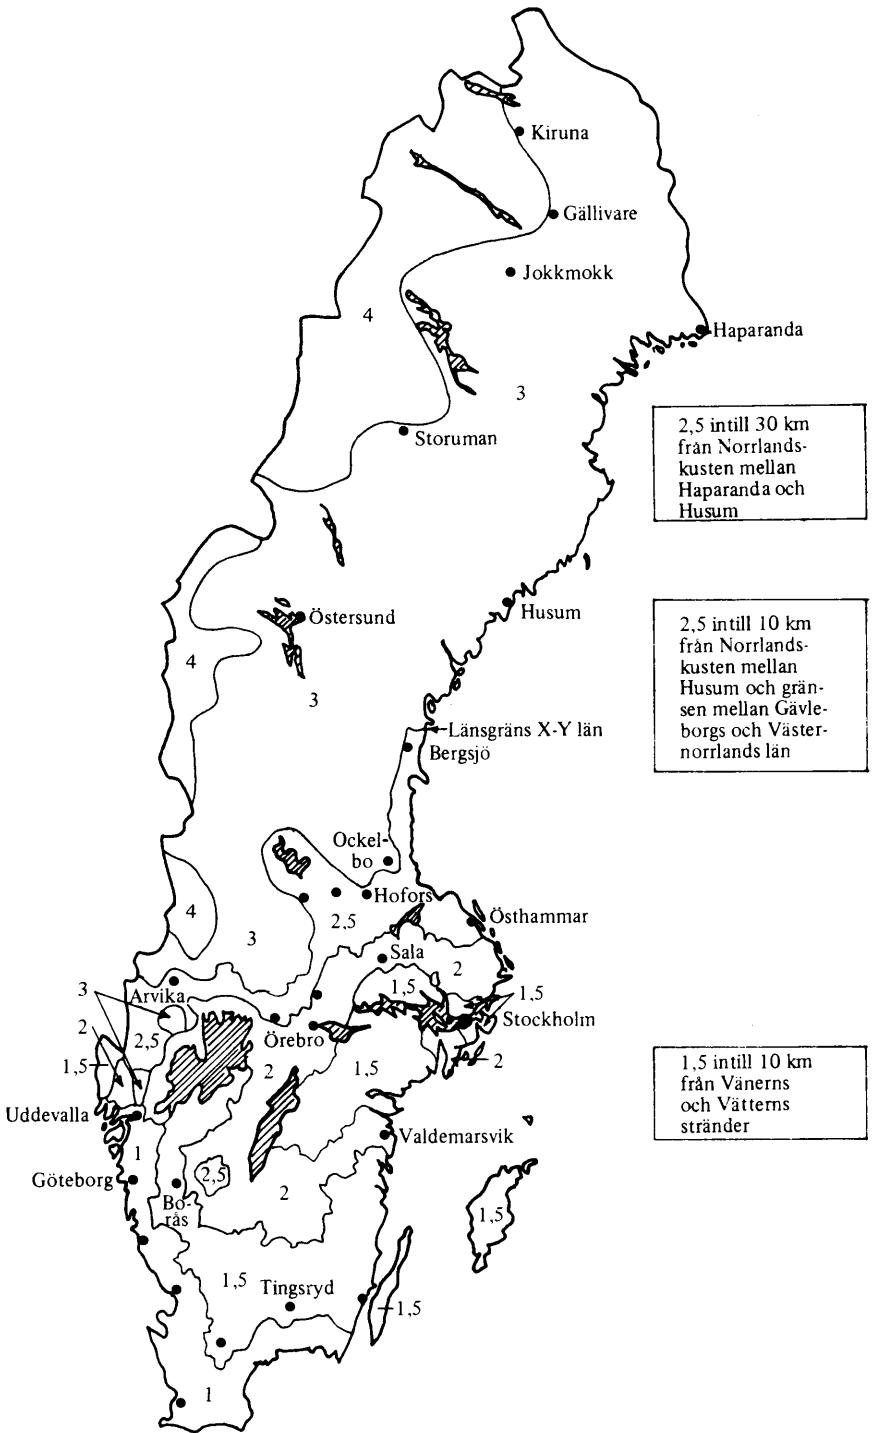 Kiruna
Gällivare
Jokkmokk
4
Haparanda
3
Storuman
2,5 intill 30 km
från Norrlands-
kusten mellan
Haparanda och
Husum
Östersund
Husum
2,5 intill 10 km
från Norrlands-
kusten mellan
Husum och grän-
sen mellan Gävle-
borgs och Väster-
norrlands län
4
3
Länsgräns X-Y län
Bergsjö
Ockel-
bo
Hofors
4
2,5
Östhammar
3
Sala
2
3
Arvika
1,5
1,5
Stockholm
2
2,5
Örebro
1,5
2
1,5
2
1,5 intill 10 km
från Vänerns
och Vätterns
stränder
Uddevalla
Valdemarsvik
1
Göteborg
2,5
2
Bo-
rås
1,5
1,5
Tingsryd
1,5
1